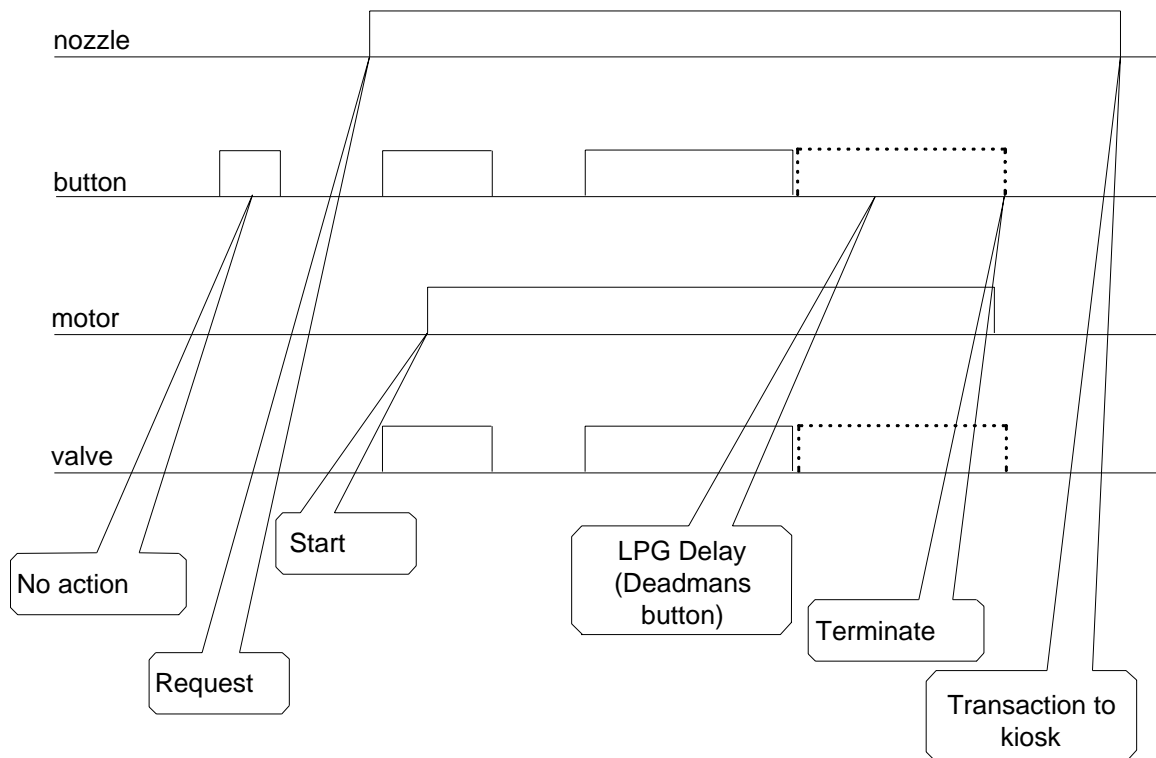 nozzle
button
motor
valve
No action
Request
Start
LPG Delay
(Deadmans
button)
Terminate
Transaction to
kiosk